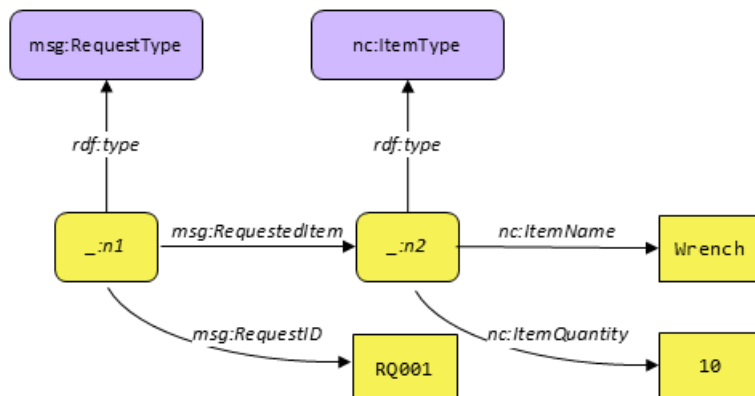 msg:RequestType
nc:ItemType
rdf:type
rdf:type
_:n1
msg:RequestedItem
_:n2
nc:ItemName
Wrench
msg:RequestID
RQ001
nc:ItemQuantity
10